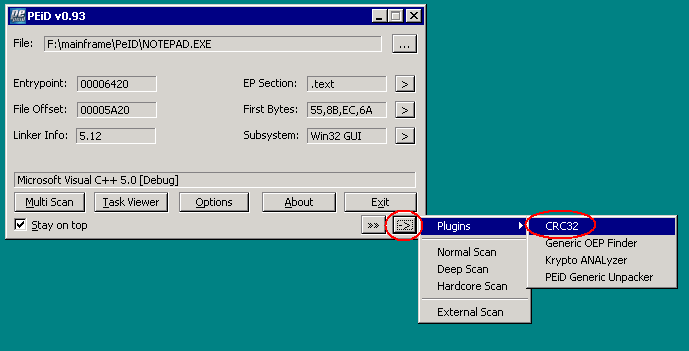 PEiD v0.93
File: F:\mainframe\PeID\NOTEPAD.EXE ...
Entrypoint: 00006420 EP Section: .text >
File Offset: 00005A20 First Bytes: 55,8B,EC,6A >
Linker Info: 5.12 Subsystem: Win32 GUI >
Microsoft Visual C++ 5.0 [Debug]
Multi Scan Task Viewer Options About Exit
Stay on top »» ->
Plugins
Normal Scan
Deep Scan
Hardcore Scan
External Scan
CRC32
Generic OEP Finder
Krypto ANALyzer
PEiD Generic Unpacker